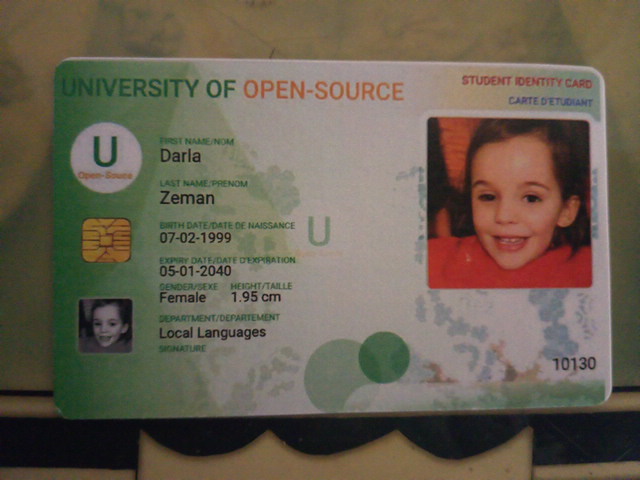 UNIVERSITY OF OPEN-SOURCE
STUDENT IDENTITY CARD
CARTE D'ETUDIANT
U
Open-Souce
FIRST NAME/NOM
Darla
LAST NAME/PRENOM
Zeman
BIRTH DATE/DATE DE NAISSANCE
07-02-1999
U
EXPIRY DATE/DATE D'EXPIRATION
05-01-2040
GENDER/SEXE HEIGHT/TAILLE
Female 1.95 cm
DEPARTMENT/DEPARTEMENT
Local Languages
SIGNATURE
10130